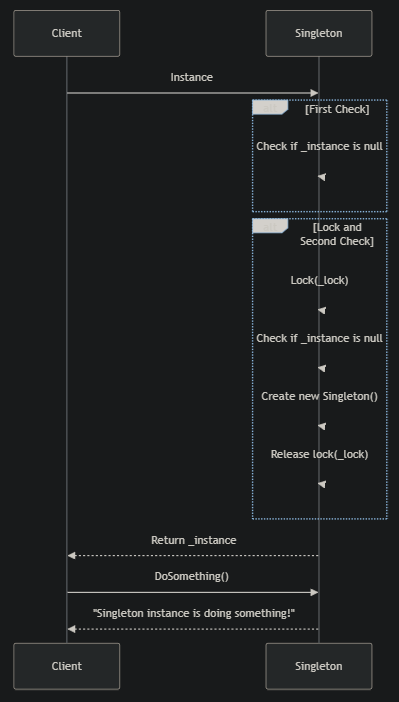 Client
Singleton
Instance
[First Check]
Check if _instance is null
[Lock and
Second Check]
Lock(_lock)
Check if _instance is null
Create new Singleton()
Release lock(_lock)
Return _instance
DoSomething()
"Singleton instance is doing something!"
Client
Singleton